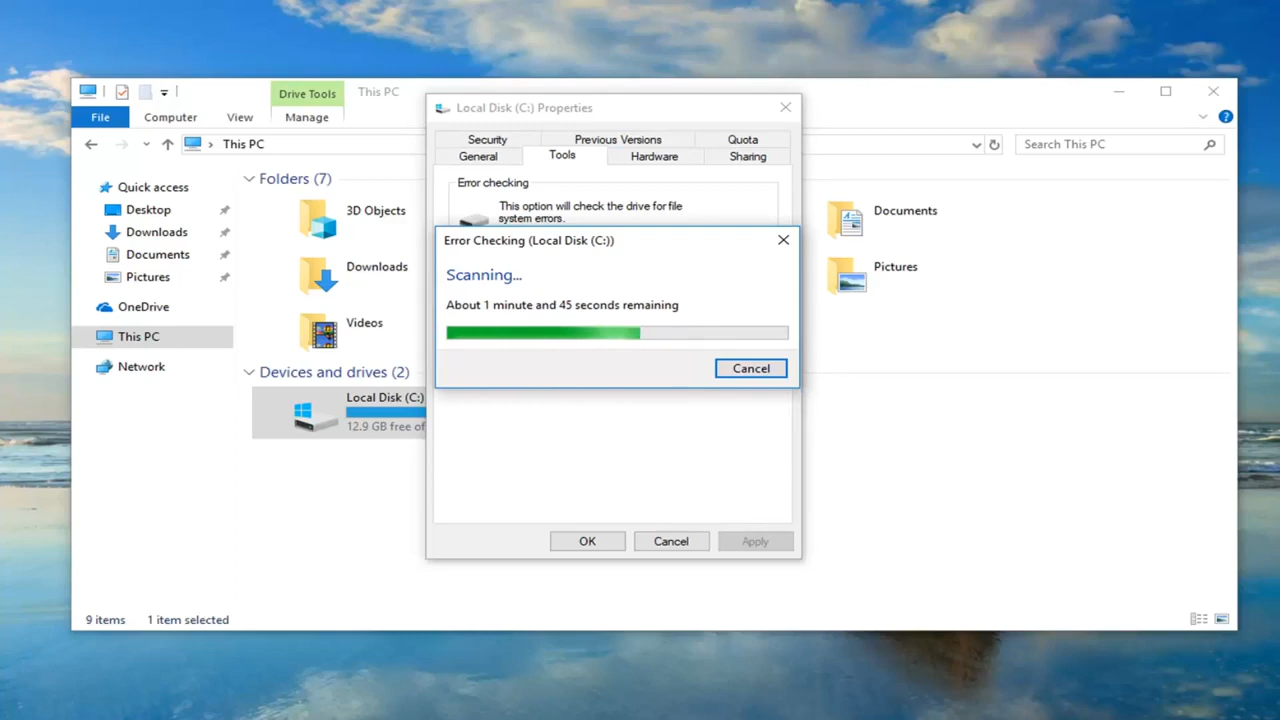 Drive Tools
This PC
File
Computer
View
Manage
This PC
Search This PC
Quick access
Desktop
Downloads
Documents
Pictures
OneDrive
This PC
Network
Folders (7)
3D Objects
Documents
Downloads
Pictures
Videos
Devices and drives (2)
Local Disk (C:)
12.9 GB free of
9 items
1 item selected
Local Disk (C:) Properties
Security
Previous Versions
Quota
General
Tools
Hardware
Sharing
Error checking
This option will check the drive for file
system errors.
Error Checking (Local Disk (C:))
Scanning...
About 1 minute and 45 seconds remaining
Cancel
OK
Cancel
Apply